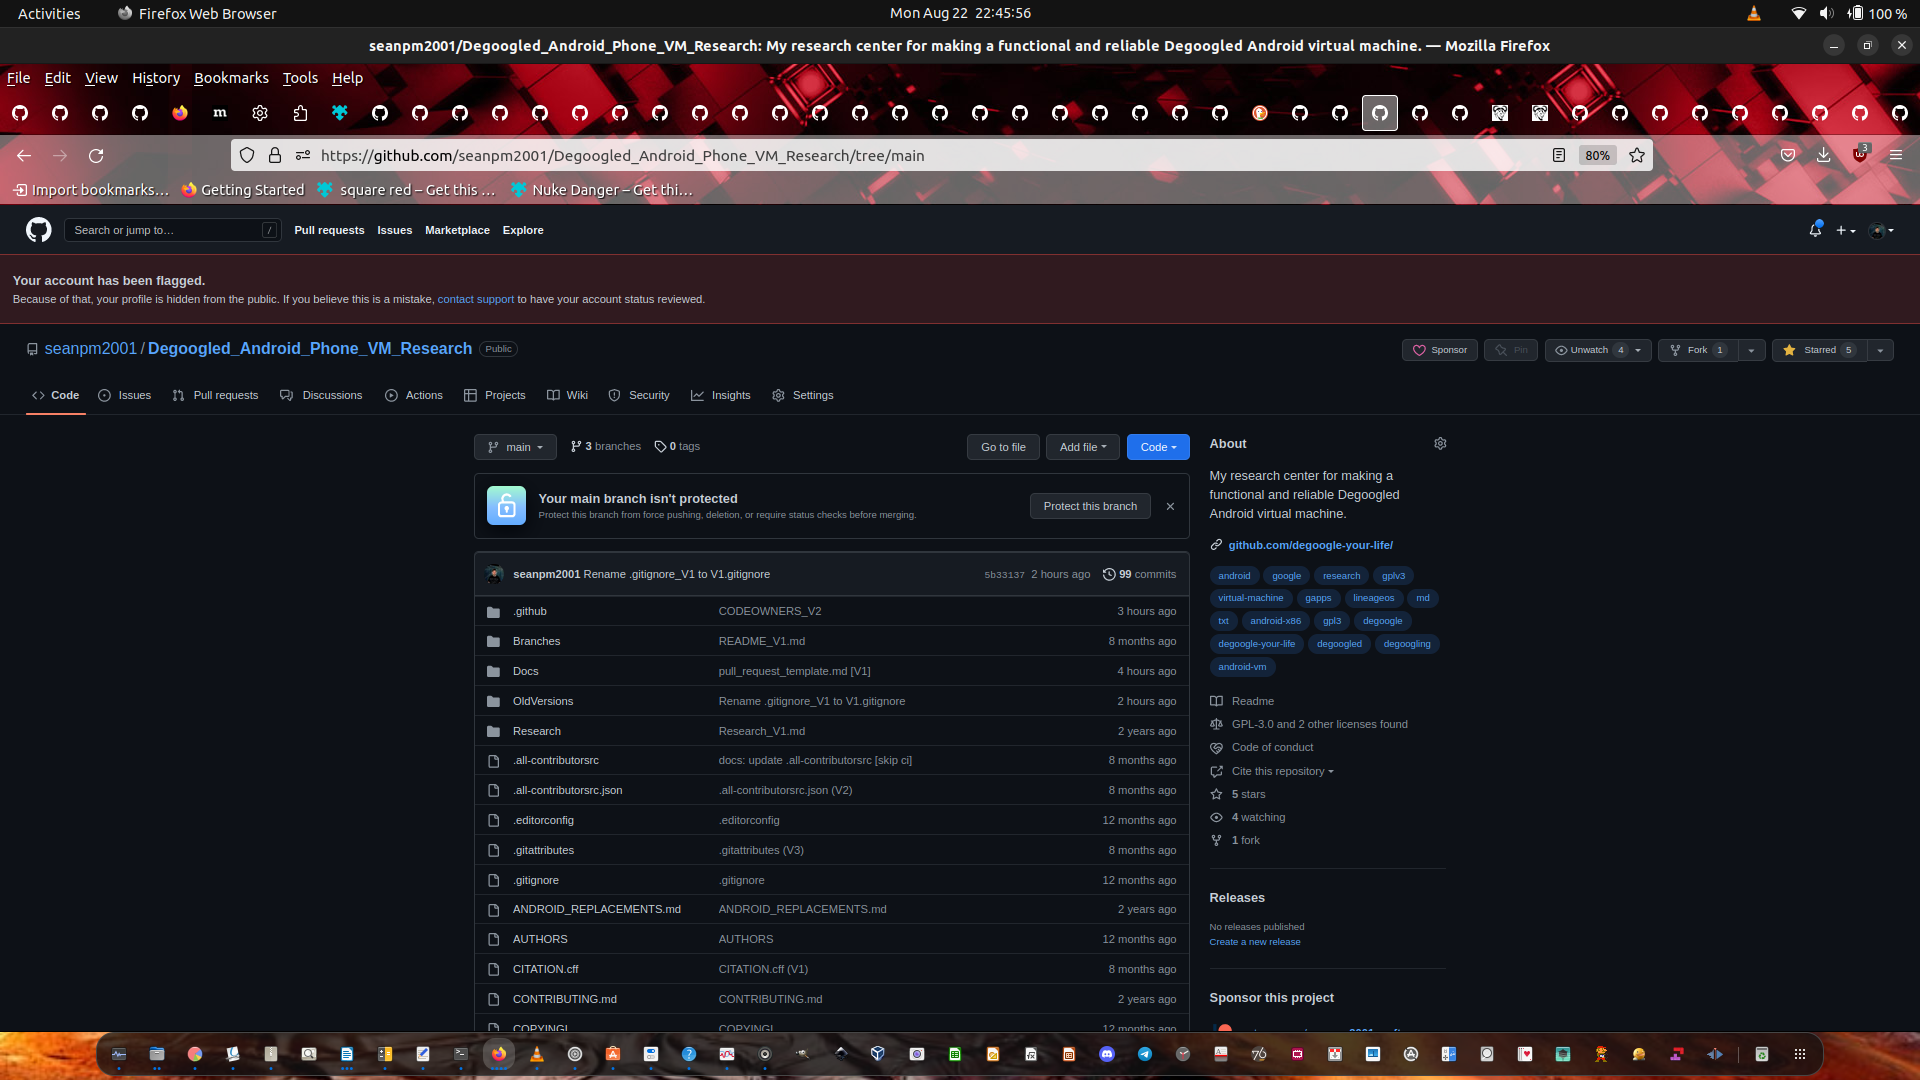 Activities
Firefox Web Browser
Mon Aug 22 22:45:56
100 %
seanpm2001/Degoogled_Android_Phone_VM_Research: My research center for making a functional and reliable Degoogled Android virtual machine. — Mozilla Firefox
File Edit View History Bookmarks Tools Help
https://github.com/seanpm2001/Degoogled_Android_Phone_VM_Research/tree/main
80%
3
Import bookmarks…
Getting Started
square red – Get this …
Nuke Danger – Get thi…
Search or jump to…
/
Pull requests Issues Marketplace Explore
Your account has been flagged.
Because of that, your profile is hidden from the public. If you believe this is a mistake, contact support to have your account status reviewed.
seanpm2001 / Degoogled_Android_Phone_VM_Research Public
Sponsor
Pin
Unwatch 4
Fork 1
Starred 5
Code Issues Pull requests Discussions Actions Projects Wiki Security Insights Settings
main
3 branches
0 tags
Go to file
Add file
Code
Your main branch isn't protected
Protect this branch from force pushing, deletion, or require status checks before merging.
Protect this branch
seanpm2001 Rename .gitignore_V1 to V1.gitignore 5b33137 2 hours ago 99 commits
.github CODEOWNERS_V2 3 hours ago
Branches README_V1.md 8 months ago
Docs pull_request_template.md [V1] 4 hours ago
OldVersions Rename .gitignore_V1 to V1.gitignore 2 hours ago
Research Research_V1.md 2 years ago
.all-contributorsrc docs: update .all-contributorsrc [skip ci] 8 months ago
.all-contributorsrc.json .all-contributorsrc.json (V2) 8 months ago
.editorconfig .editorconfig 12 months ago
.gitattributes .gitattributes (V3) 8 months ago
.gitignore .gitignore 12 months ago
ANDROID_REPLACEMENTS.md ANDROID_REPLACEMENTS.md 2 years ago
AUTHORS AUTHORS 12 months ago
CITATION.cff CITATION.cff (V1) 8 months ago
CONTRIBUTING.md CONTRIBUTING.md 2 years ago
12 months ago
About
My research center for making a
functional and reliable Degoogled
Android virtual machine.
github.com/degoogle-your-life/
android google research gplv3
virtual-machine gapps lineageos md
txt android-x86 gpl3 degoogle
degoogle-your-life degoogled degoogling
android-vm
Readme
GPL-3.0 and 2 other licenses found
Code of conduct
Cite this repository
5 stars
4 watching
1 fork
Releases
No releases published
Create a new release
Sponsor this project